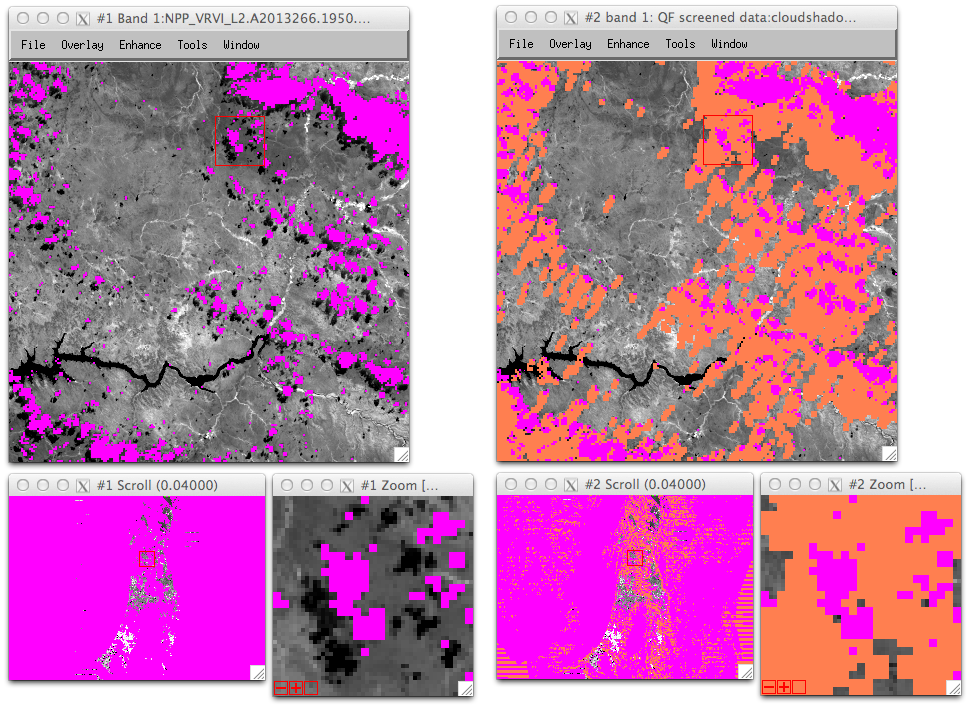 #1 Band 1:NPP_VRVI_L2.A2013266.1950....
File Overlay Enhance Tools Window
#2 band 1: QF screened data:cloudshado...
File Overlay Enhance Tools Window
#1 Scroll (0.04000)
#1 Zoom [...
#2 Scroll (0.04000)
#2 Zoom [...